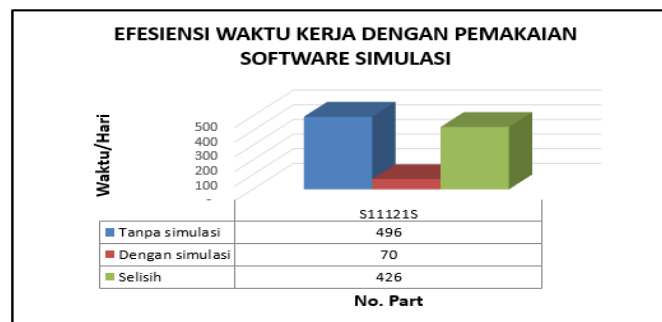 EFESIENSI WAKTU KERJA DENGAN PEMAKAIAN
SOFTWARE SIMULASI
Waktu/Hari
500
400
300
200
100
-
S11121S
Tanpa simulasi 496
Dengan simulasi 70
Selisih 426
No. Part